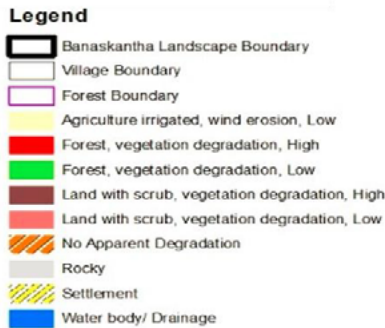 Legend
Banaskantha Landscape Boundary
Village Boundary
Forest Boundary
Agriculture irrigated, wind erosion, Low
Forest, vegetation degradation, High
Forest, vegetation degradation, Low
Land with scrub, vegetation degradation, High
Land with scrub, vegetation degradation, Low
No Apparent Degradation
Rocky
Settlement
Water body/ Drainage